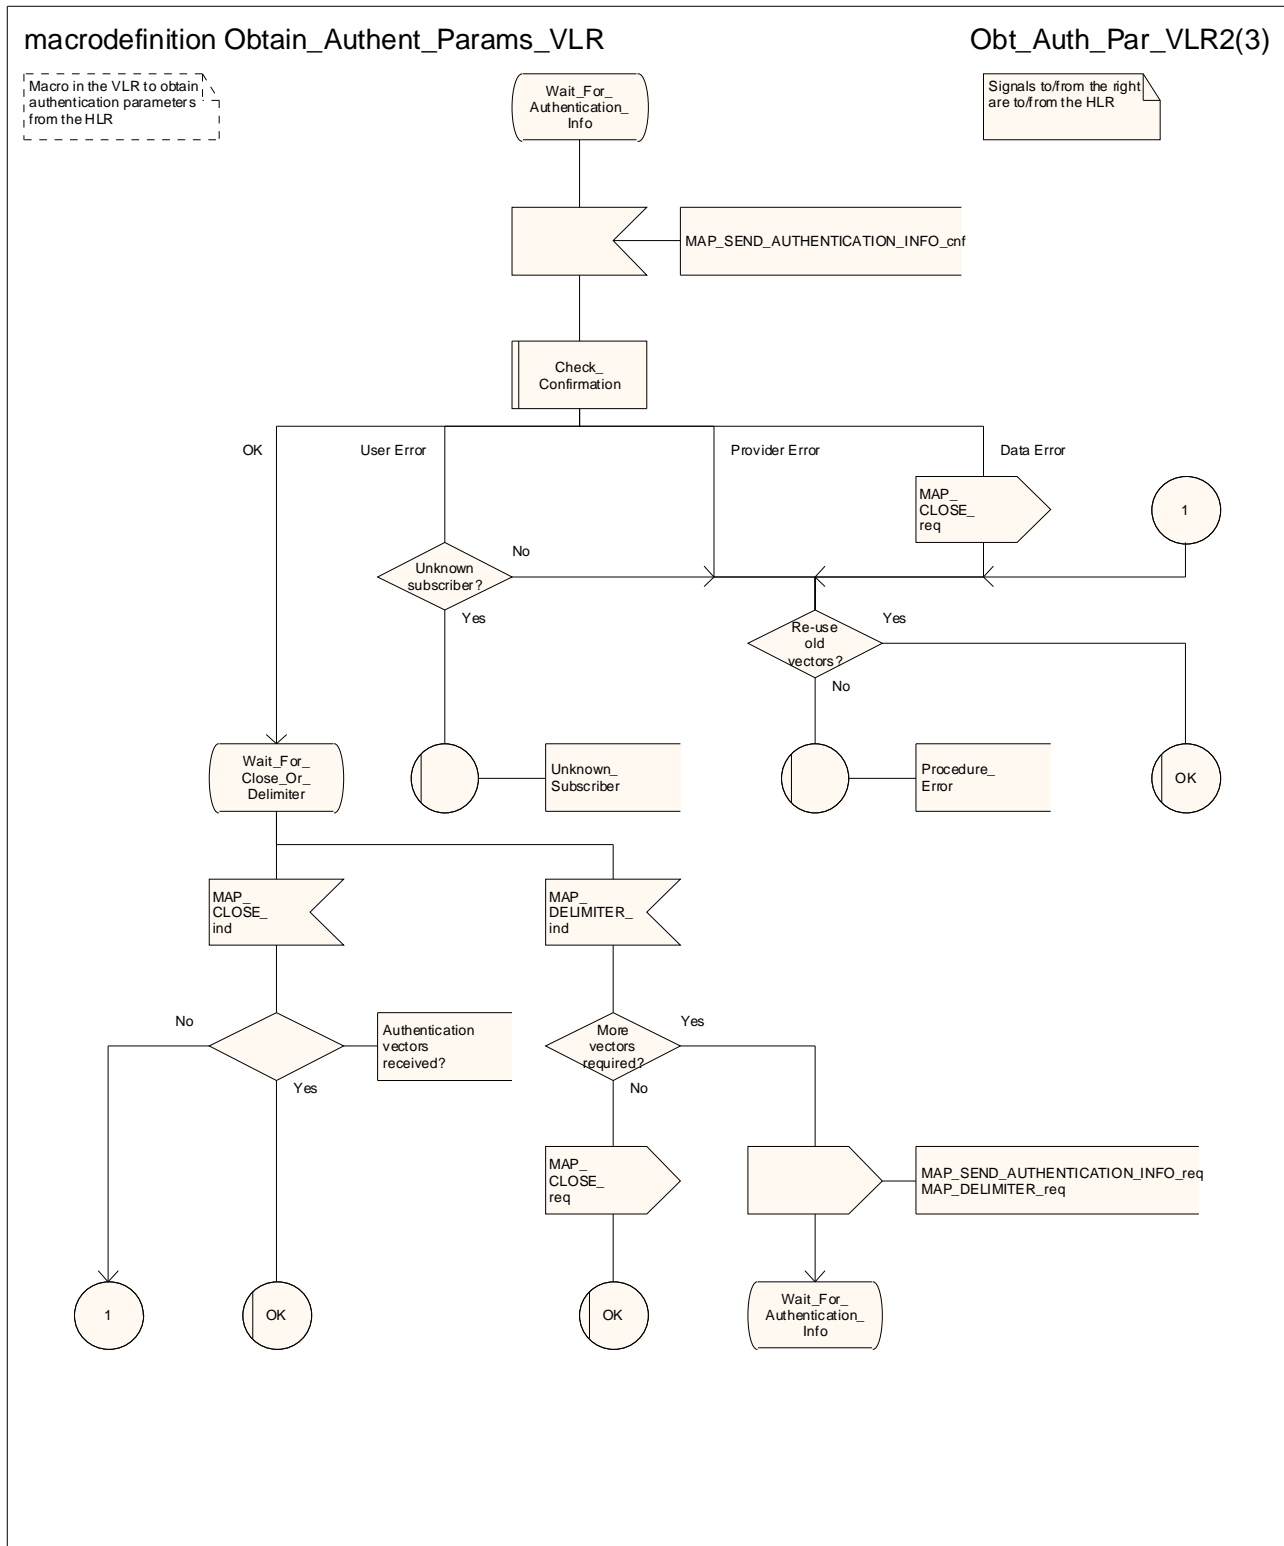 macrodefinition Obtain_Authent_Params_VLR
Obt_Auth_Par_VLR2(3)
Macro in the VLR to obtain
authentication parameters
from the HLR
Wait_For_
Authentication_
Info
Signals to/from the right
are to/from the HLR
MAP_SEND_AUTHENTICATION_INFO_cnf
Check_
Confirmation
OK
User Error
Provider Error
Data Error
MAP_
CLOSE_
req
1
No
Unknown
subscriber?
Yes
Re-use
old
vectors?
Yes
No
Wait_For_
Close_Or_
Delimiter
Unknown_
Subscriber
Procedure_
Error
OK
MAP_
CLOSE_
ind
MAP_
DELIMITER_
ind
No
Authentication
vectors
received?
Yes
More
vectors
required?
Yes
No
MAP_
CLOSE_
req
MAP_SEND_AUTHENTICATION_INFO_req
MAP_DELIMITER_req
1
OK
OK
Wait_For_
Authentication_
Info